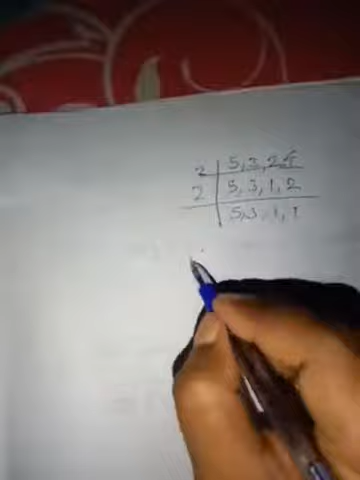 2 | 5, 3, 2, 4
2 | 5, 3, 1, 2
| 5, 3, 1, 1